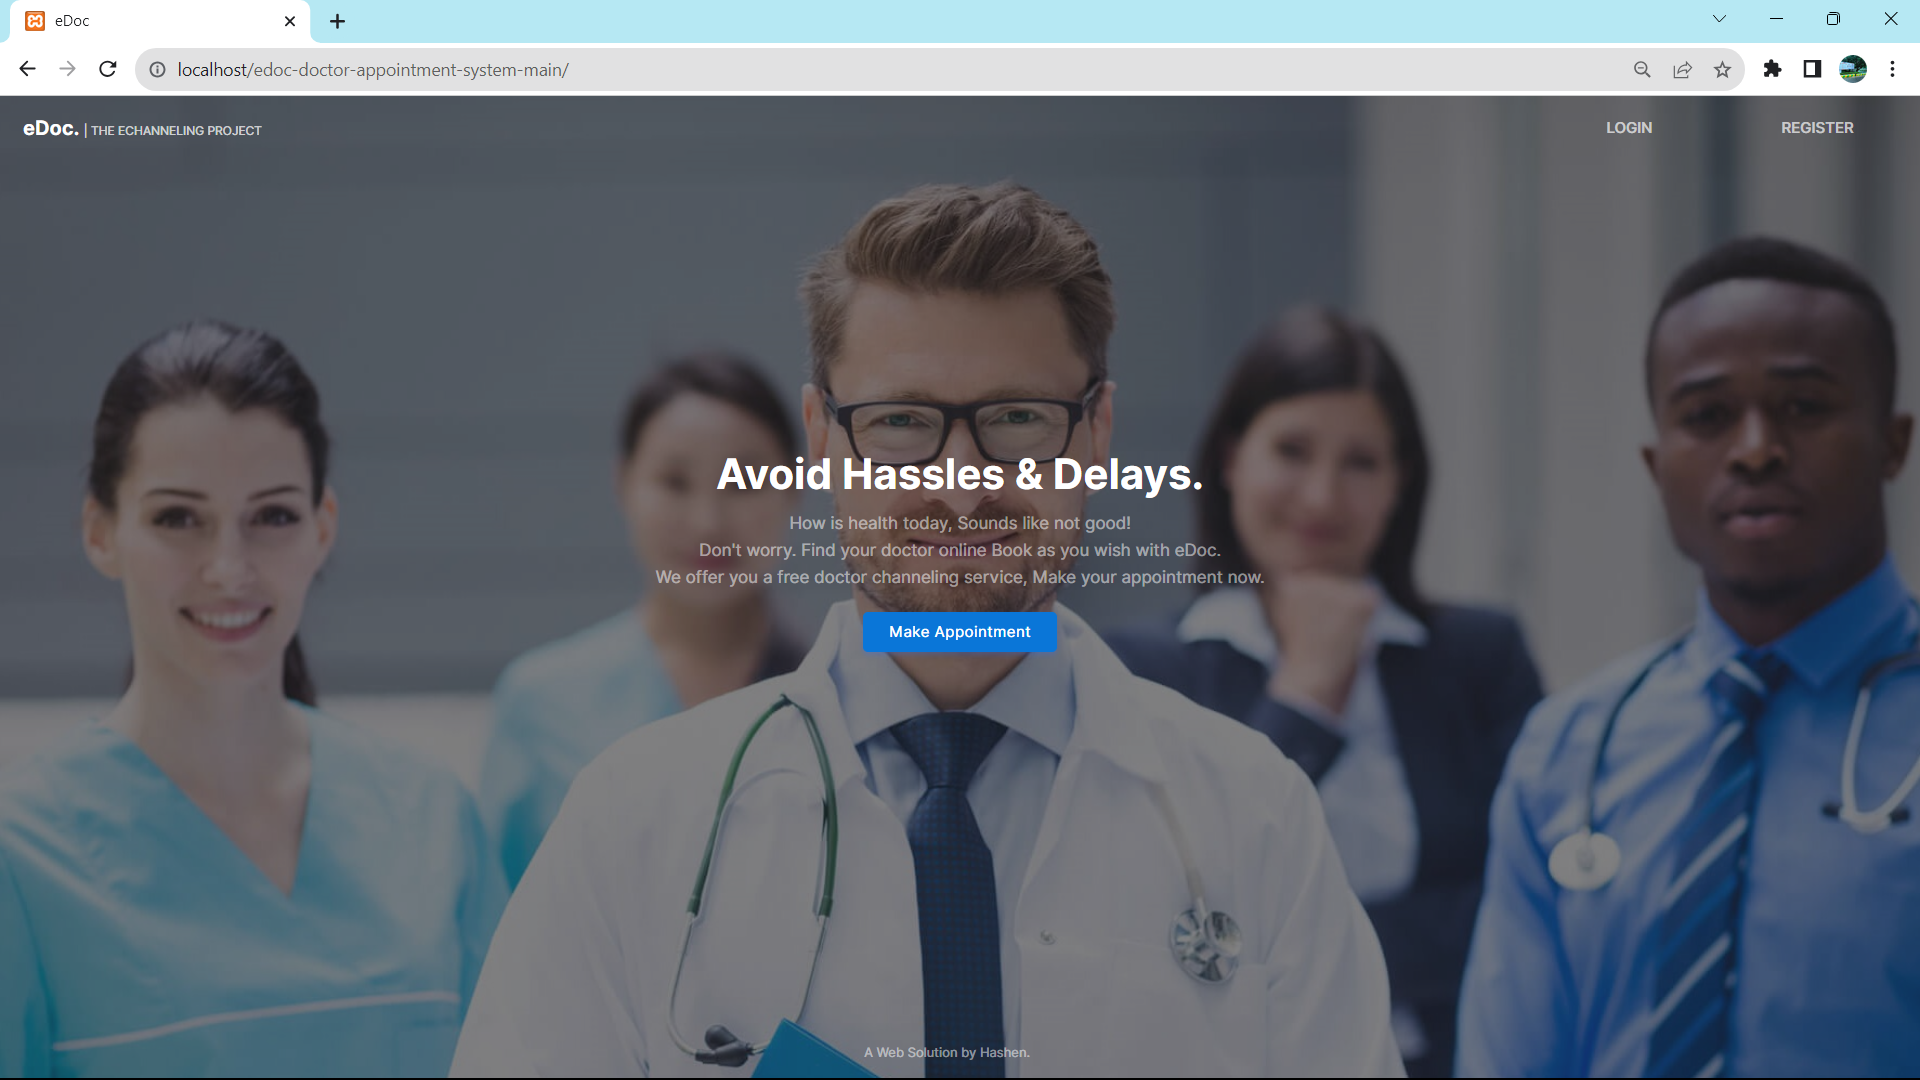 eDoc
localhost/edoc-doctor-appointment-system-main/
eDoc. | THE ECHANNELING PROJECT
LOGIN
REGISTER
Avoid Hassles & Delays.
How is health today, Sounds like not good!
Don't worry. Find your doctor online Book as you wish with eDoc.
We offer you a free doctor channeling service, Make your appointment now.
Make Appointment
A Web Solution by Hashen.